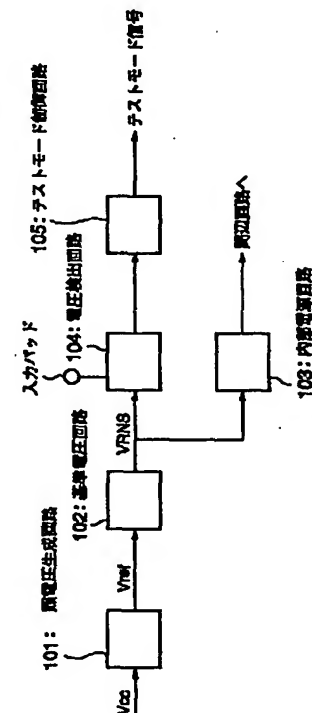 Vcc
101: 原電圧生成回路
Vref
102: 基準電圧回路
VRNS
入力パッド
104: 電圧検出回路
105: テストモード制御回路
テストモード信号
103: 内部電源回路
周辺回路へ